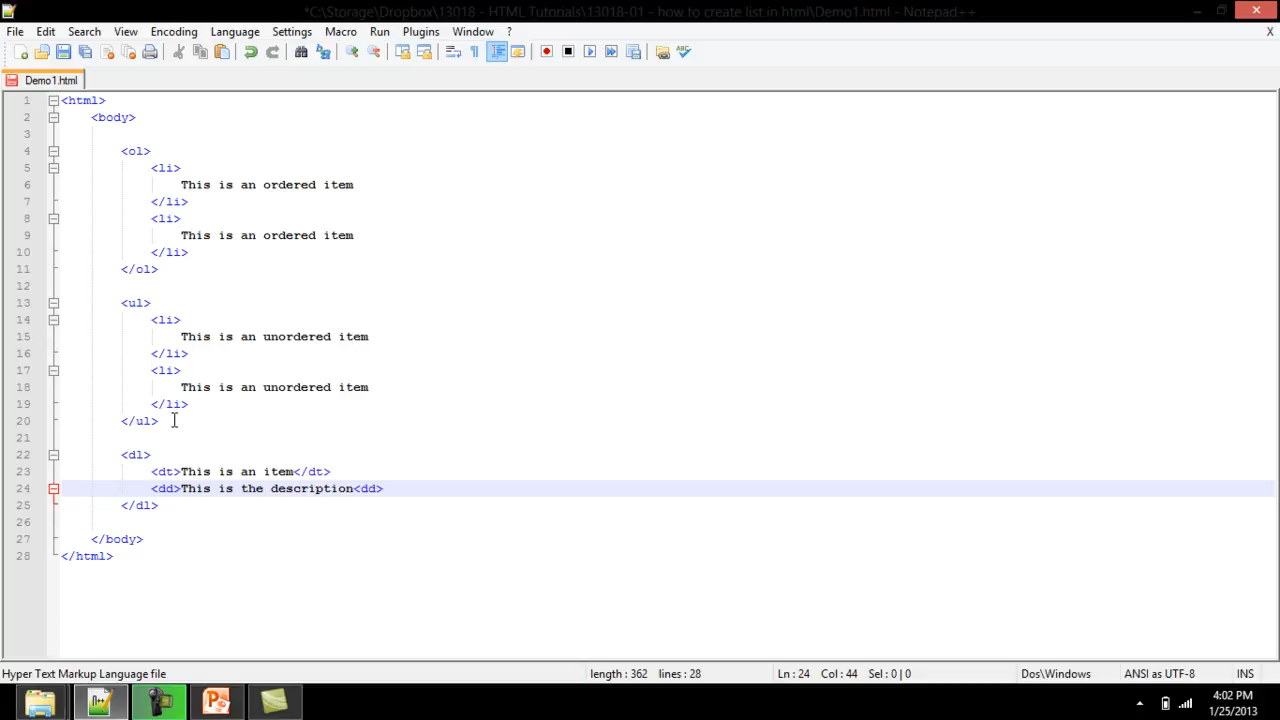 *C:\Storage\Dropbox\13018 - HTML Tutorials\13018-01 - how to create list in html\Demo1.html - Notepad++
File Edit Search View Encoding Language Settings Macro Run Plugins Window ? X
Demo1.html
1 <html>
2 <body>
3
4 <ol>
5 <li>
6 This is an ordered item
7 </li>
8 <li>
9 This is an ordered item
10 </li>
11 </ol>
12
13 <ul>
14 <li>
15 This is an unordered item
16 </li>
17 <li>
18 This is an unordered item
19 </li>
20 </ul>
21
22 <dl>
23 <dt>This is an item</dt>
24 <dd>This is the description<dd>
25 </dl>
26
27 </body>
28 </html>
Hyper Text Markup Language file length : 362 lines : 28 Ln : 24 Col : 44 Sel : 0 | 0 Dos\Windows ANSI as UTF-8 INS
4:02 PM
1/25/2013